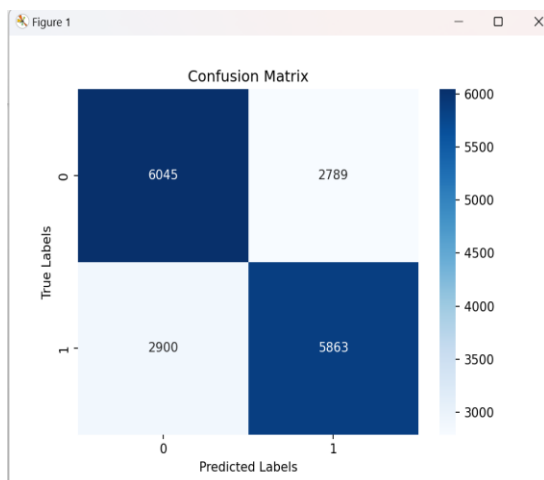 Figure 1
Confusion Matrix
6000
0 6045 2789
5500
5000
True Labels
4500
4000
1 2900 5863
3500
3000
0 1
Predicted Labels